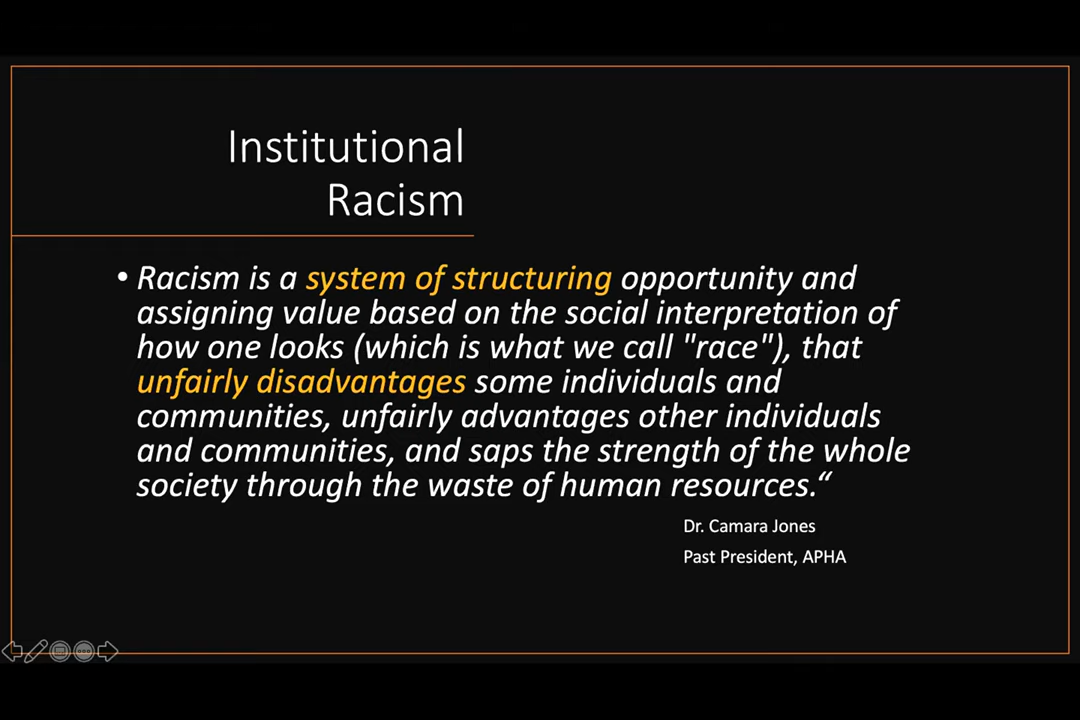 Institutional
Racism
• Racism is a system of structuring opportunity and
assigning value based on the social interpretation of
how one looks (which is what we call "race"), that
unfairly disadvantages some individuals and
communities, unfairly advantages other individuals
and communities, and saps the strength of the whole
society through the waste of human resources.“
Dr. Camara Jones
Past President, APHA